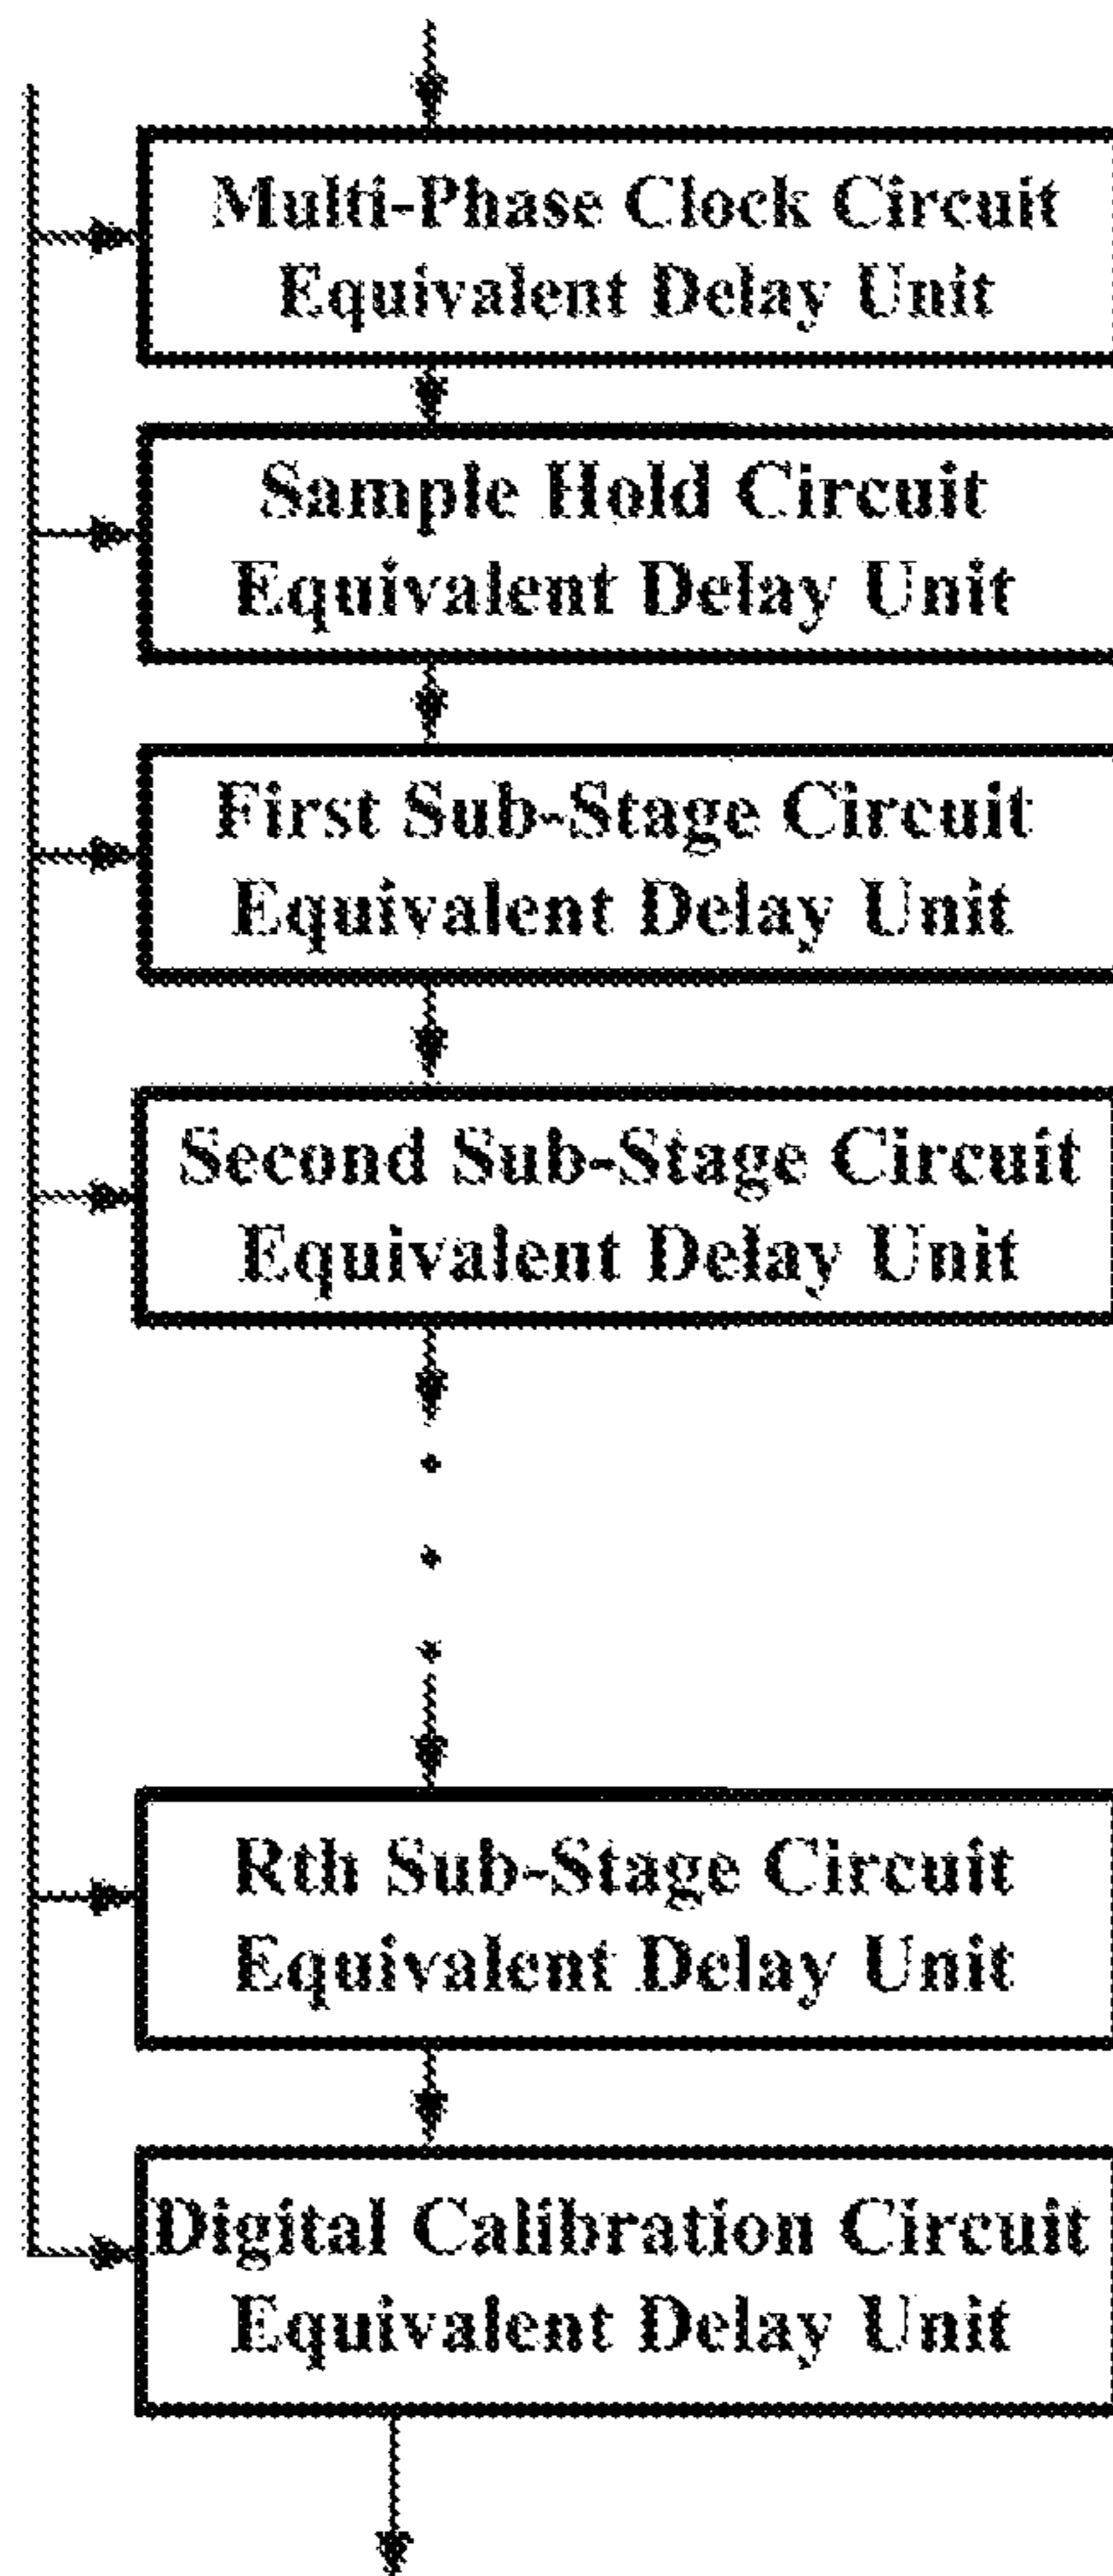 Multi-Phase Clock Circuit
Equivalent Delay Unit
Sample Hold Circuit
Equivalent Delay Unit
First Sub-Stage Circuit
Equivalent Delay Unit
Second Sub-Stage Circuit
Equivalent Delay Unit
Rth Sub-Stage Circuit
Equivalent Delay Unit
Digital Calibration Circuit
Equivalent Delay Unit